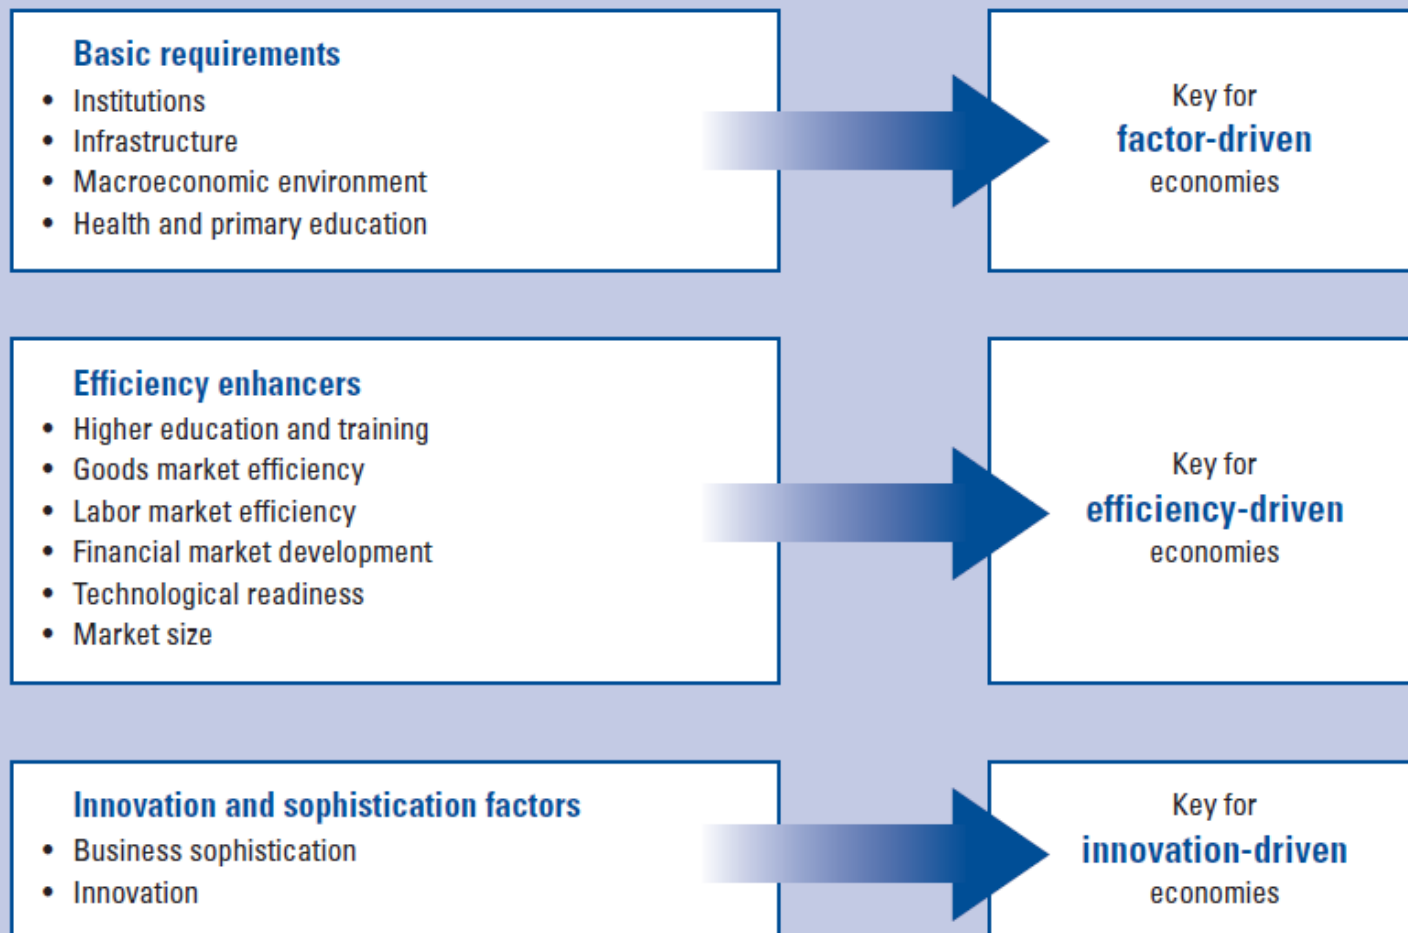 Basic requirements
• Institutions
• Infrastructure
• Macroeconomic environment
• Health and primary education
Key for
factor-driven
economies
Efficiency enhancers
• Higher education and training
• Goods market efficiency
• Labor market efficiency
• Financial market development
• Technological readiness
• Market size
Key for
efficiency-driven
economies
Innovation and sophistication factors
• Business sophistication
• Innovation
Key for
innovation-driven
economies